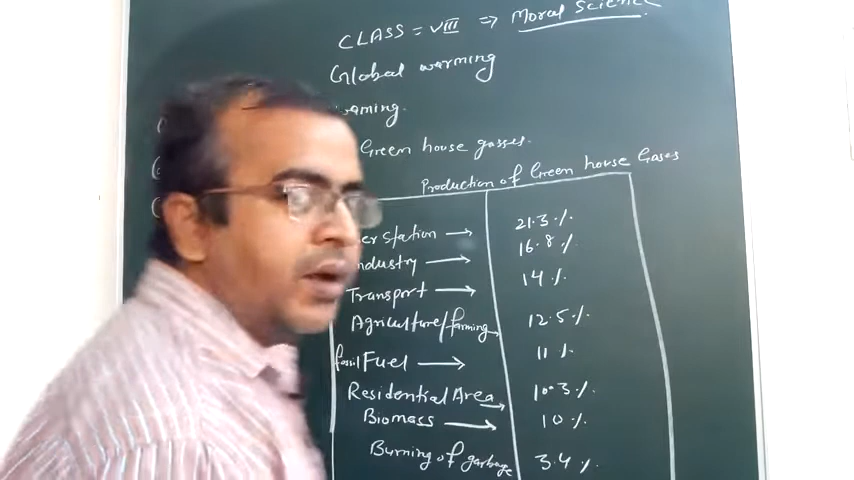 CLASS = VIII ⇒ Moral Science
Global warming
Green house gasses.
Production of Green house Gases
station → 21.3 %
Industry → 16.8 %
Transport → 14 %
Agriculture/farming → 12.5 %
fossil Fuel → 11 %
Residential Area → 10.3 %
Biomass → 10 %
Burning of garbage 3.4 %